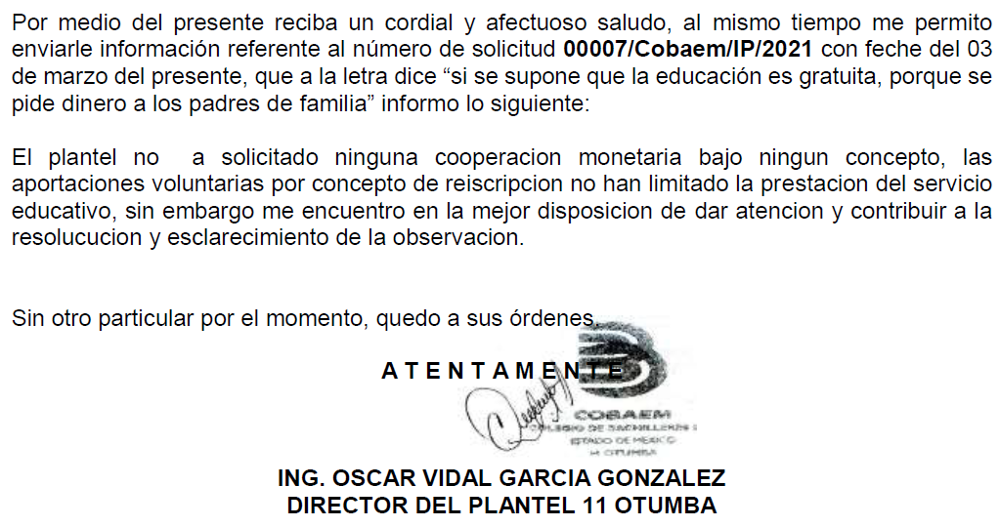 Por medio del presente reciba un cordial y afectuoso saludo, al mismo tiempo me permito
enviarle información referente al número de solicitud 00007/Cobaem/IP/2021 con feche del 03
de marzo del presente, que a la letra dice “si se supone que la educación es gratuita, porque se
pide dinero a los padres de familia” informo lo siguiente:
El plantel no a solicitado ninguna cooperacion monetaria bajo ningun concepto, las
aportaciones voluntarias por concepto de reiscripcion no han limitado la prestacion del servicio
educativo, sin embargo me encuentro en la mejor disposicion de dar atencion y contribuir a la
resolucucion y esclarecimiento de la observacion.
Sin otro particular por el momento, quedo a sus órdenes.
A T E N T A M E N T E
COBAEM
COLEGIO DE BACHILLERES
ESTADO DE MEXICO
OTUMBA
ING. OSCAR VIDAL GARCIA GONZALEZ
DIRECTOR DEL PLANTEL 11 OTUMBA